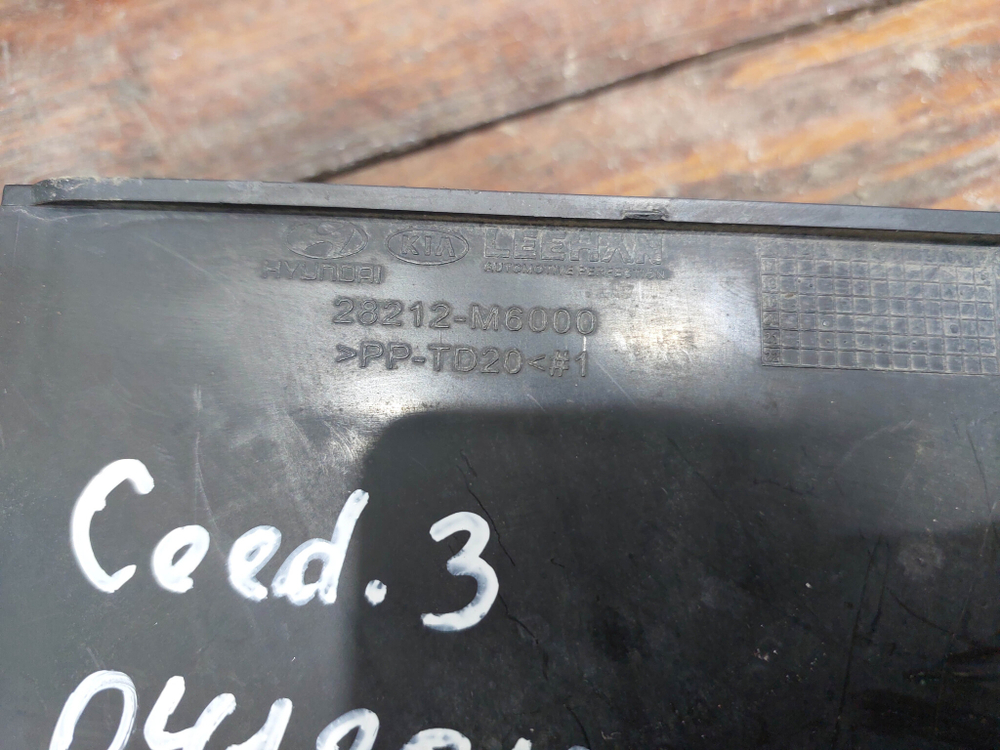 HYUNDAI KIA LEEHAN
AUTOMOTIVE PERFECTION
28212-M6000
>PP-TD20<#1
Ceed. 3